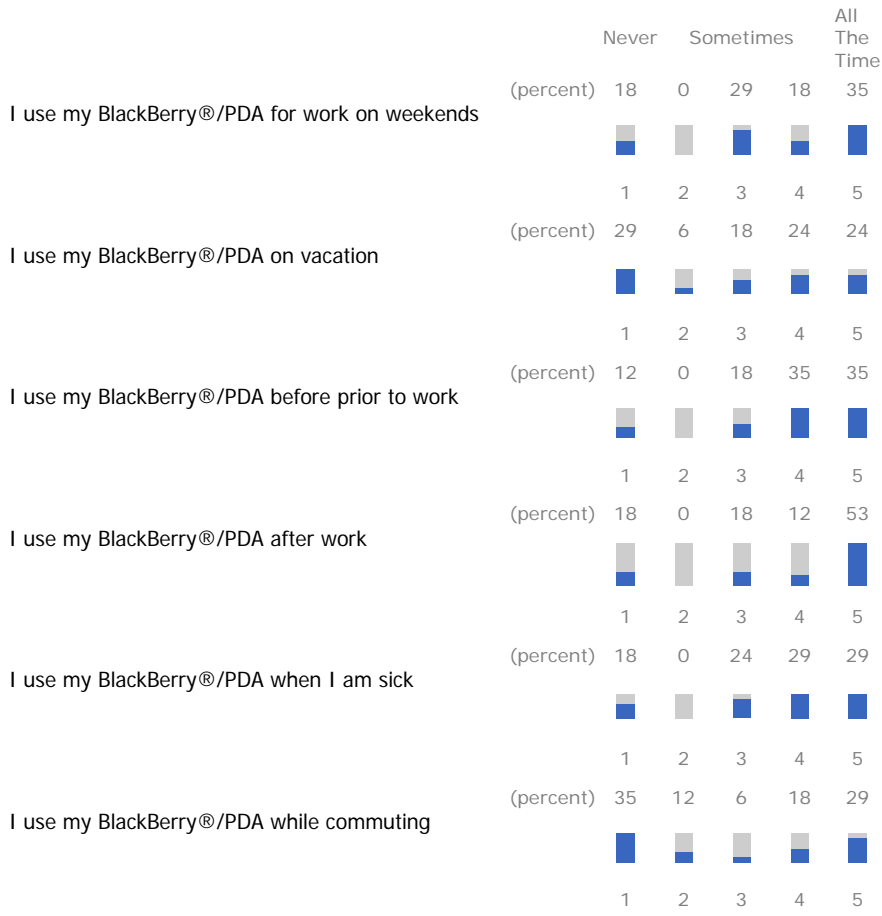 Never Sometimes All The Time
(percent) 18 0 29 18 35
I use my BlackBerry®/PDA for work on weekends
1 2 3 4 5
(percent) 29 6 18 24 24
I use my BlackBerry®/PDA on vacation
1 2 3 4 5
(percent) 12 0 18 35 35
I use my BlackBerry®/PDA before prior to work
1 2 3 4 5
(percent) 18 0 18 12 53
I use my BlackBerry®/PDA after work
1 2 3 4 5
(percent) 18 0 24 29 29
I use my BlackBerry®/PDA when I am sick
1 2 3 4 5
(percent) 35 12 6 18 29
I use my BlackBerry®/PDA while commuting
1 2 3 4 5